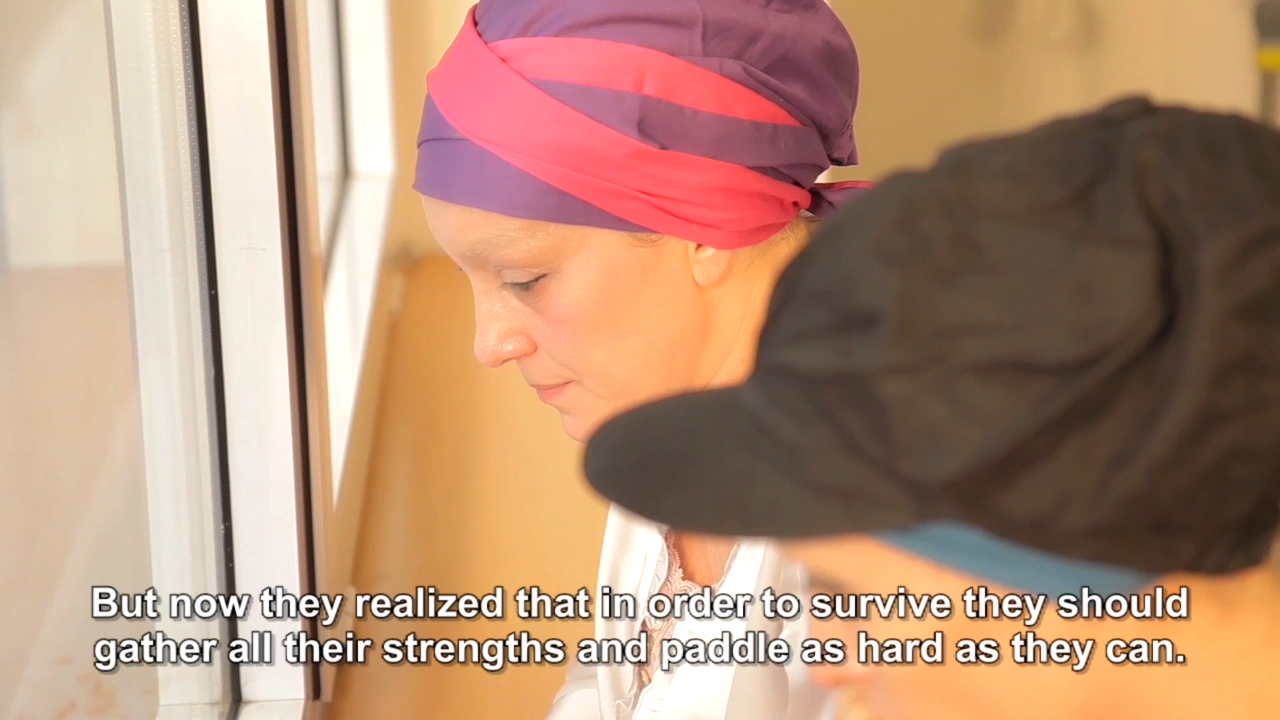 But now they realized that in order to survive they should
gather all their strengths and paddle as hard as they can.